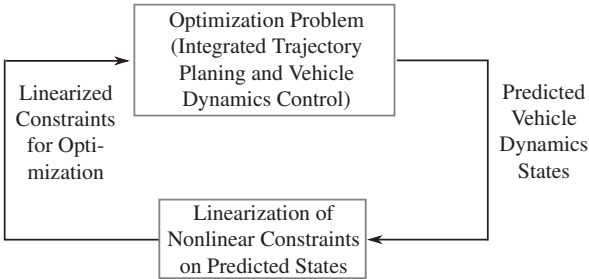 Optimization Problem
(Integrated Trajectory
Planing and Vehicle
Dynamics Control)
Linearized
Constraints
for Opti-
mization
Predicted
Vehicle
Dynamics
States
Linearization of
Nonlinear Constraints
on Predicted States